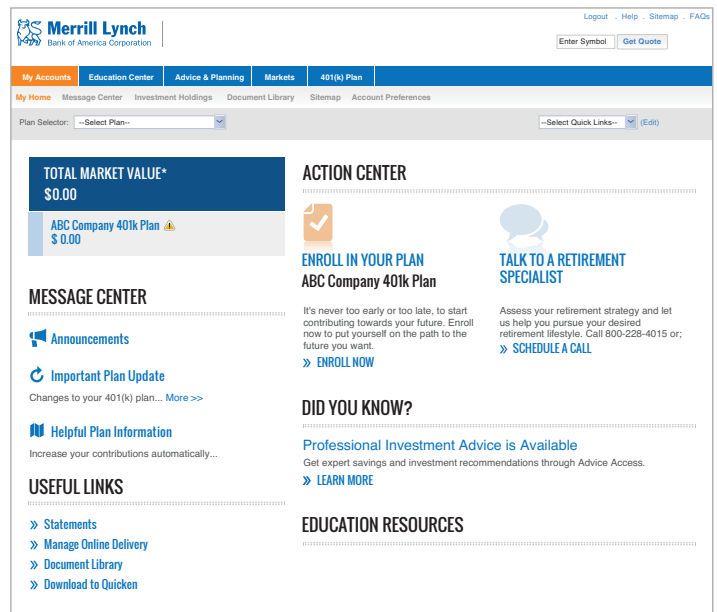 Logout . Help . Sitemap . FAQs
Merrill Lynch
Bank of America Corporation
Enter Symbol Get Quote
My Accounts Education Center Advice & Planning Markets 401(k) Plan
My Home Message Center Investment Holdings Document Library Sitemap Account Preferences
Plan Selector: --Select Plan-- --Select Quick Links-- (Edit)
TOTAL MARKET VALUE*
$0.00
ABC Company 401k Plan
$ 0.00
MESSAGE CENTER
Announcements
Important Plan Update
Changes to your 401(k) plan... More >>
Helpful Plan Information
Increase your contributions automatically...
USEFUL LINKS
» Statements
» Manage Online Delivery
» Document Library
» Download to Quicken
ACTION CENTER
ENROLL IN YOUR PLAN
ABC Company 401k Plan
It's never too early or too late, to start
contributing towards your future. Enroll
now to put yourself on the path to the
future you want.
» ENROLL NOW
TALK TO A RETIREMENT
SPECIALIST
Assess your retirement strategy and let
us help you pursue your desired
retirement lifestyle. Call 800-228-4015 or;
» SCHEDULE A CALL
DID YOU KNOW?
Professional Investment Advice is Available
Get expert savings and investment recommendations through Advice Access.
» LEARN MORE
EDUCATION RESOURCES